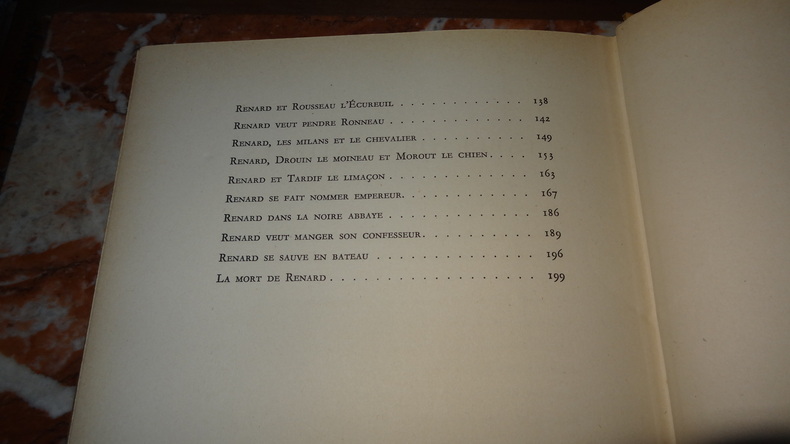 Renard et Rousseau l'Écureuil . . . . . . . . . . . . 138
Renard veut pendre Ronneau . . . . . . . . . . . . . 142
Renard, les milans et le chevalier . . . . . . . . . . 149
Renard, Drouin le moineau et Morout le chien . . . . 153
Renard et Tardif le limaçon . . . . . . . . . . . . . 163
Renard se fait nommer empereur . . . . . . . . . . . 167
Renard dans la noire abbaye . . . . . . . . . . . . . 186
Renard veut manger son confesseur . . . . . . . . . . 189
Renard se sauve en bateau . . . . . . . . . . . . . . 196
La mort de Renard . . . . . . . . . . . . . . . . . . 199